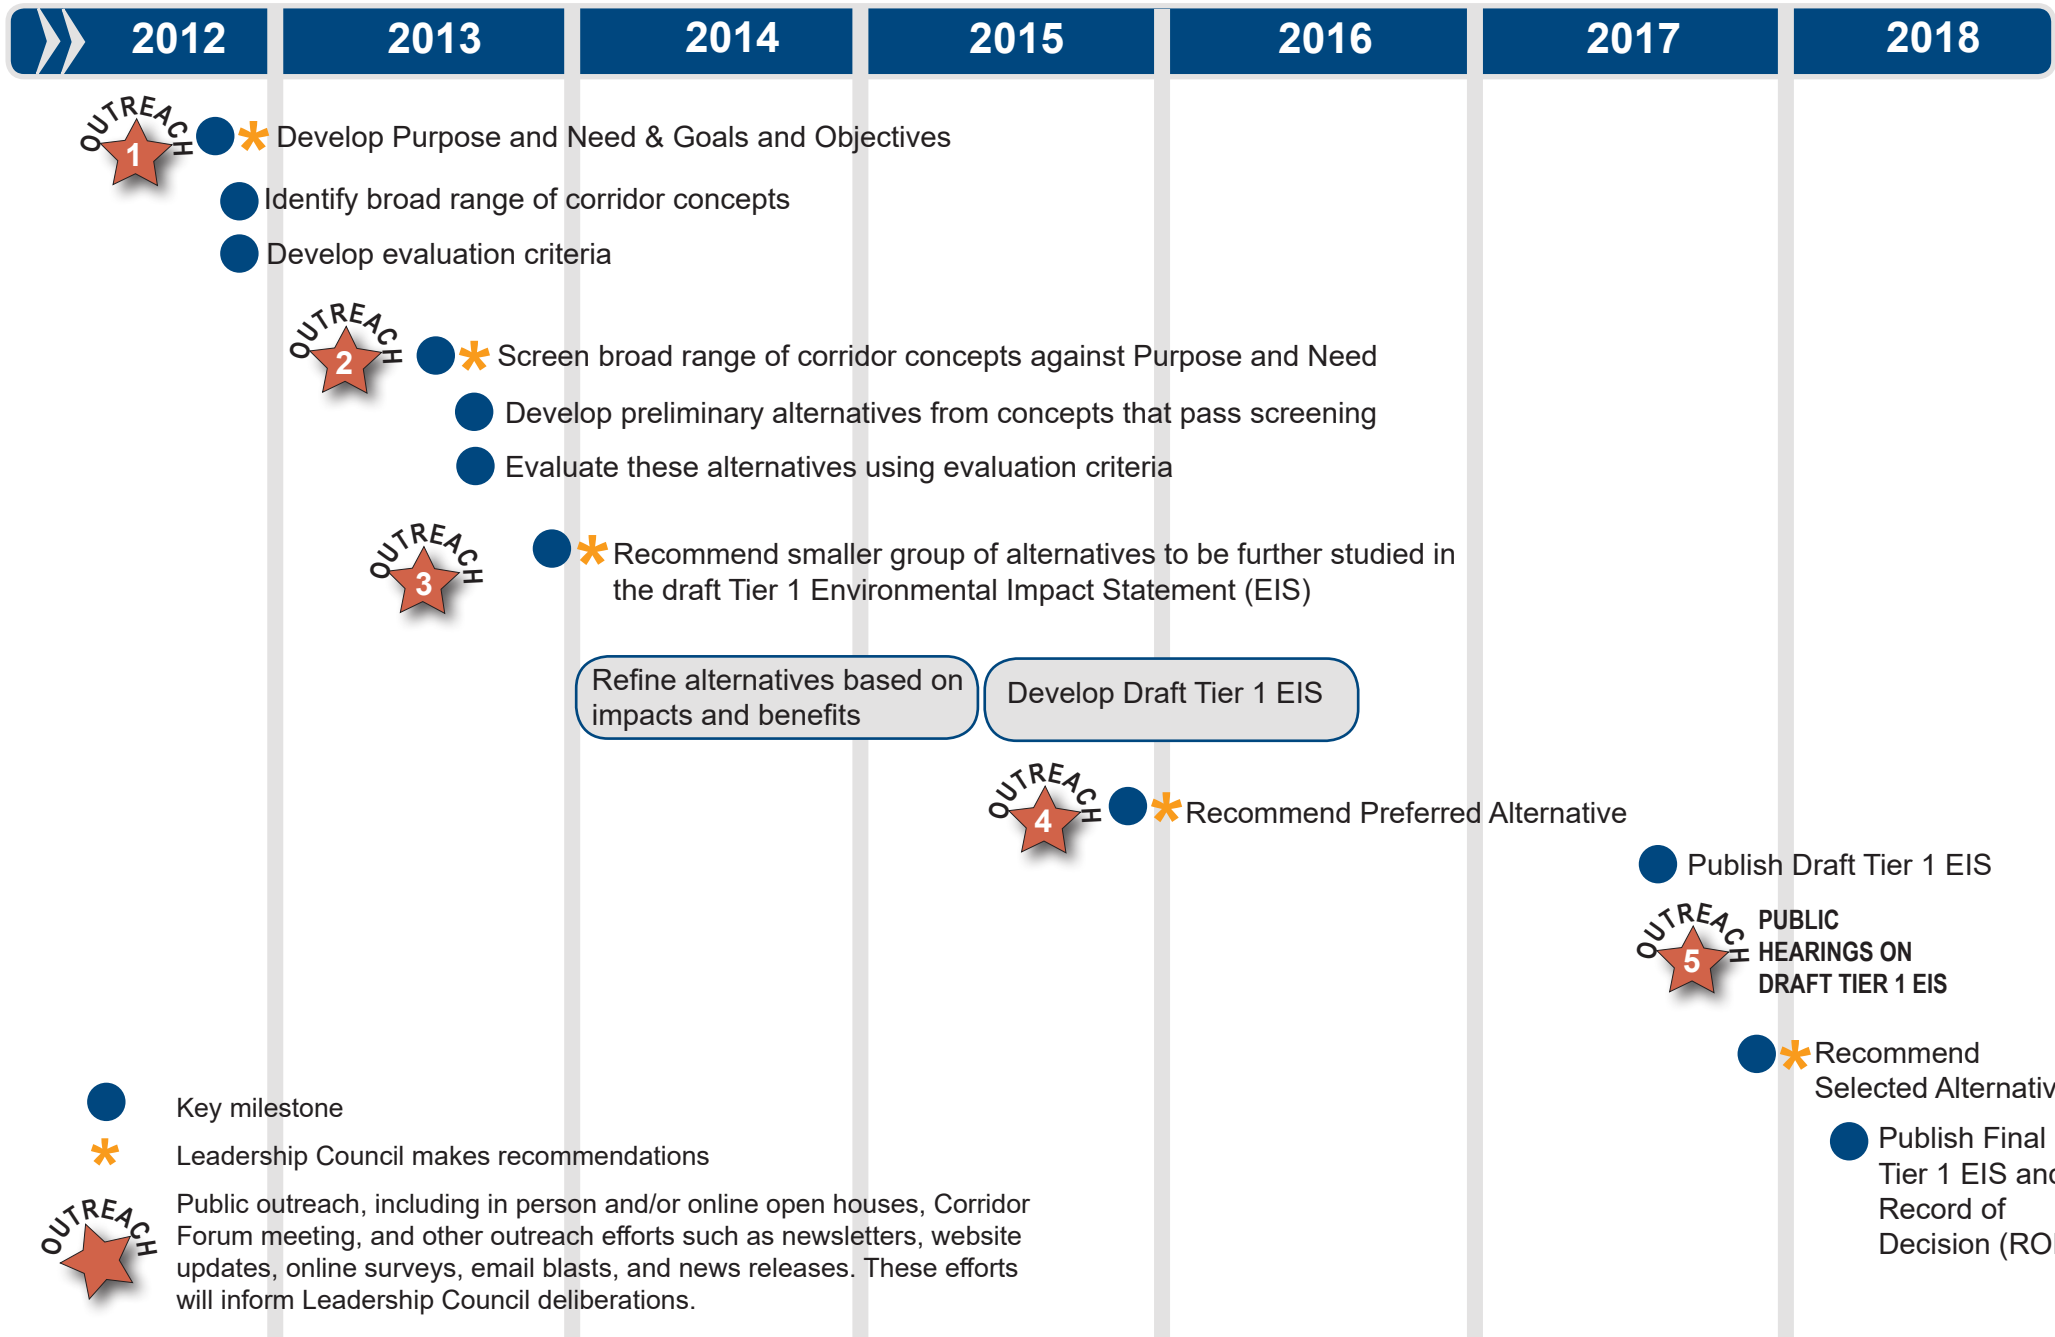 2012 2013 2014 2015 2016 2017 2018
OUTREACH
1
Develop Purpose and Need & Goals and Objectives
Identify broad range of corridor concepts
Develop evaluation criteria
OUTREACH
2
Screen broad range of corridor concepts against Purpose and Need
Develop preliminary alternatives from concepts that pass screening
Evaluate these alternatives using evaluation criteria
OUTREACH
3
Recommend smaller group of alternatives to be further studied in
the draft Tier 1 Environmental Impact Statement (EIS)
Refine alternatives based on
impacts and benefits
Develop Draft Tier 1 EIS
OUTREACH
4
Recommend Preferred Alternative
Publish Draft Tier 1 EIS
OUTREACH
5
PUBLIC
HEARINGS ON
DRAFT TIER 1 EIS
Recommend
Selected Alternativ
Publish Final
Tier 1 EIS and
Record of
Decision (RO
Key milestone
Leadership Council makes recommendations
OUTREACH
Public outreach, including in person and/or online open houses, Corridor
Forum meeting, and other outreach efforts such as newsletters, website
updates, online surveys, email blasts, and news releases. These efforts
will inform Leadership Council deliberations.